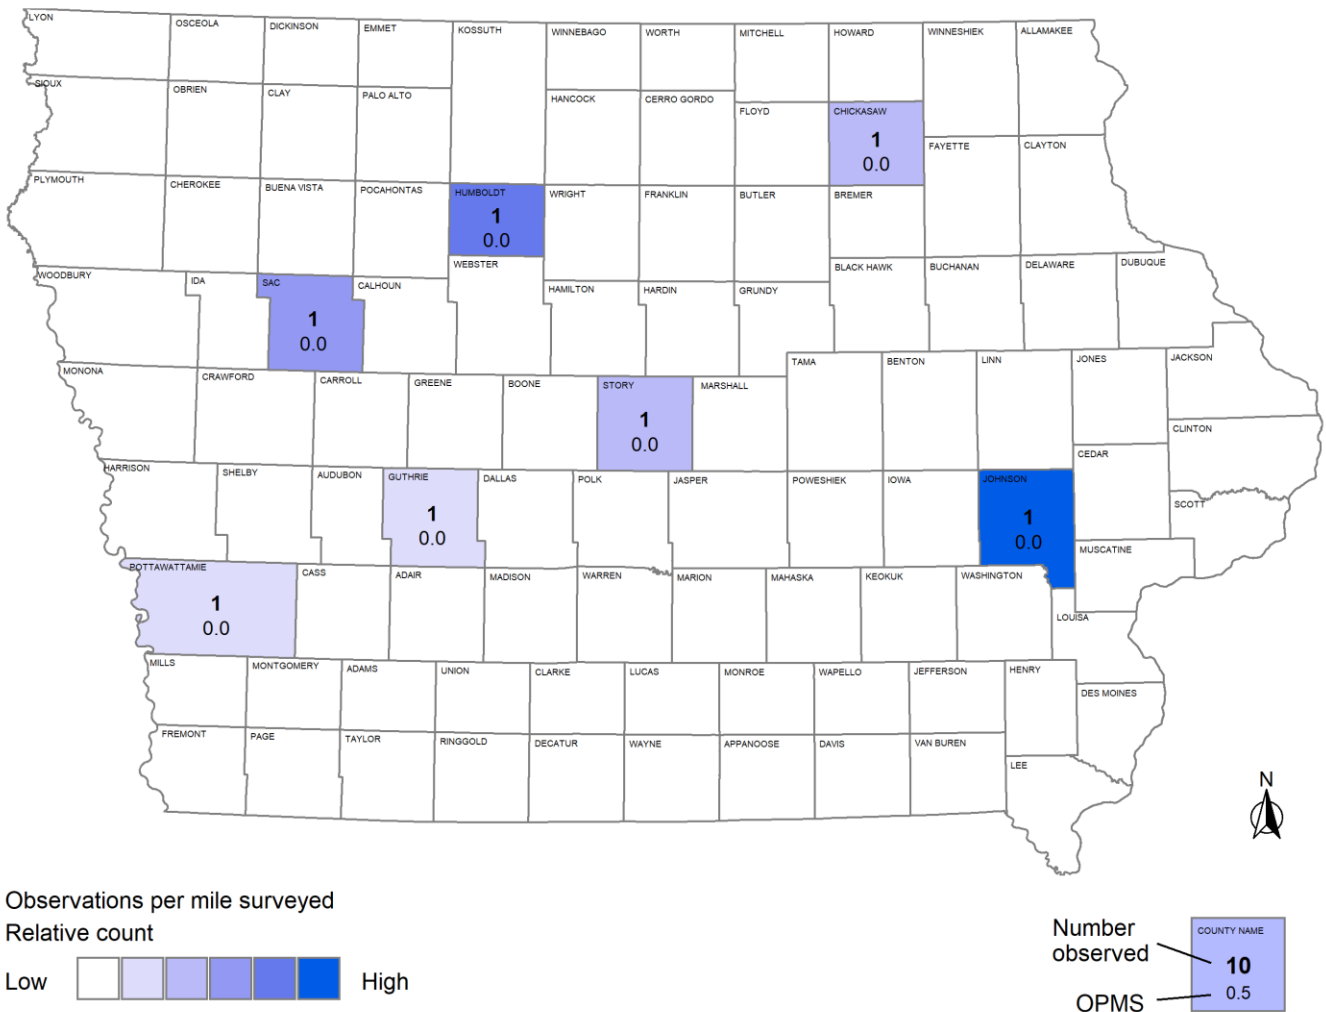 LYON
OSCEOLA
DICKINSON
EMMET
KOSSUTH
WINNEBAGO
WORTH
MITCHELL
HOWARD
WINNESHIEK
ALLAMAKEE
SIOUX
OBRIEN
CLAY
PALO ALTO
HANCOCK
CERRO GORDO
FLOYD
CHICKASAW
1
0.0
FAYETTE
CLAYTON
PLYMOUTH
CHEROKEE
BUENA VISTA
POCAHONTAS
HUMBOLDT
1
0.0
WRIGHT
FRANKLIN
BUTLER
BREMER
WOODBURY
IDA
SAC
1
0.0
CALHOUN
WEBSTER
HAMILTON
HARDIN
GRUNDY
BLACK HAWK
BUCHANAN
DELAWARE
DUBUQUE
MONONA
CRAWFORD
CARROLL
GREENE
BOONE
STORY
1
0.0
MARSHALL
TAMA
BENTON
LINN
JONES
JACKSON
CLINTON
CEDAR
HARRISON
SHELBY
AUDUBON
GUTHRIE
1
0.0
DALLAS
POLK
JASPER
POWESHIEK
IOWA
JOHNSON
1
0.0
SCOTT
MUSCATINE
POTTAWATTAMIE
1
0.0
CASS
ADAIR
MADISON
WARREN
MARION
MAHASKA
KEOKUK
WASHINGTON
LOUISA
MILLS
MONTGOMERY
ADAMS
UNION
CLARKE
LUCAS
MONROE
WAPELLO
JEFFERSON
HENRY
DES MOINES
FREMONT
PAGE
TAYLOR
RINGGOLD
DECATUR
WAYNE
APPANOOSE
DAVIS
VAN BUREN
LEE
N
Observations per mile surveyed
Relative count
Low
High
Number
observed
OPMS
COUNTY NAME
10
0.5